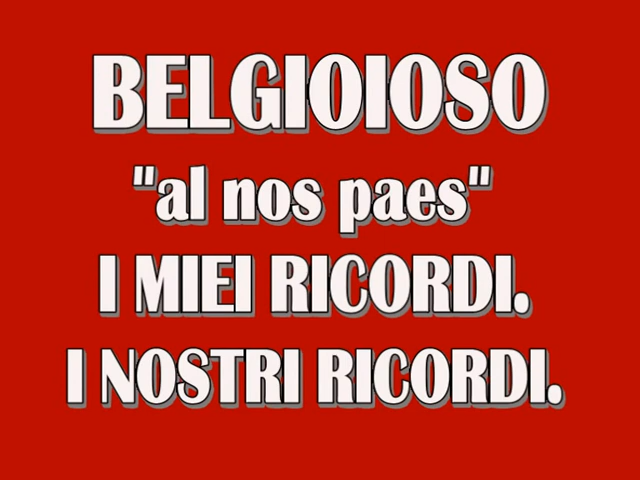 BELGIOIOSO
"al nos paes"
I MIEI RICORDI.
I NOSTRI RICORDI.